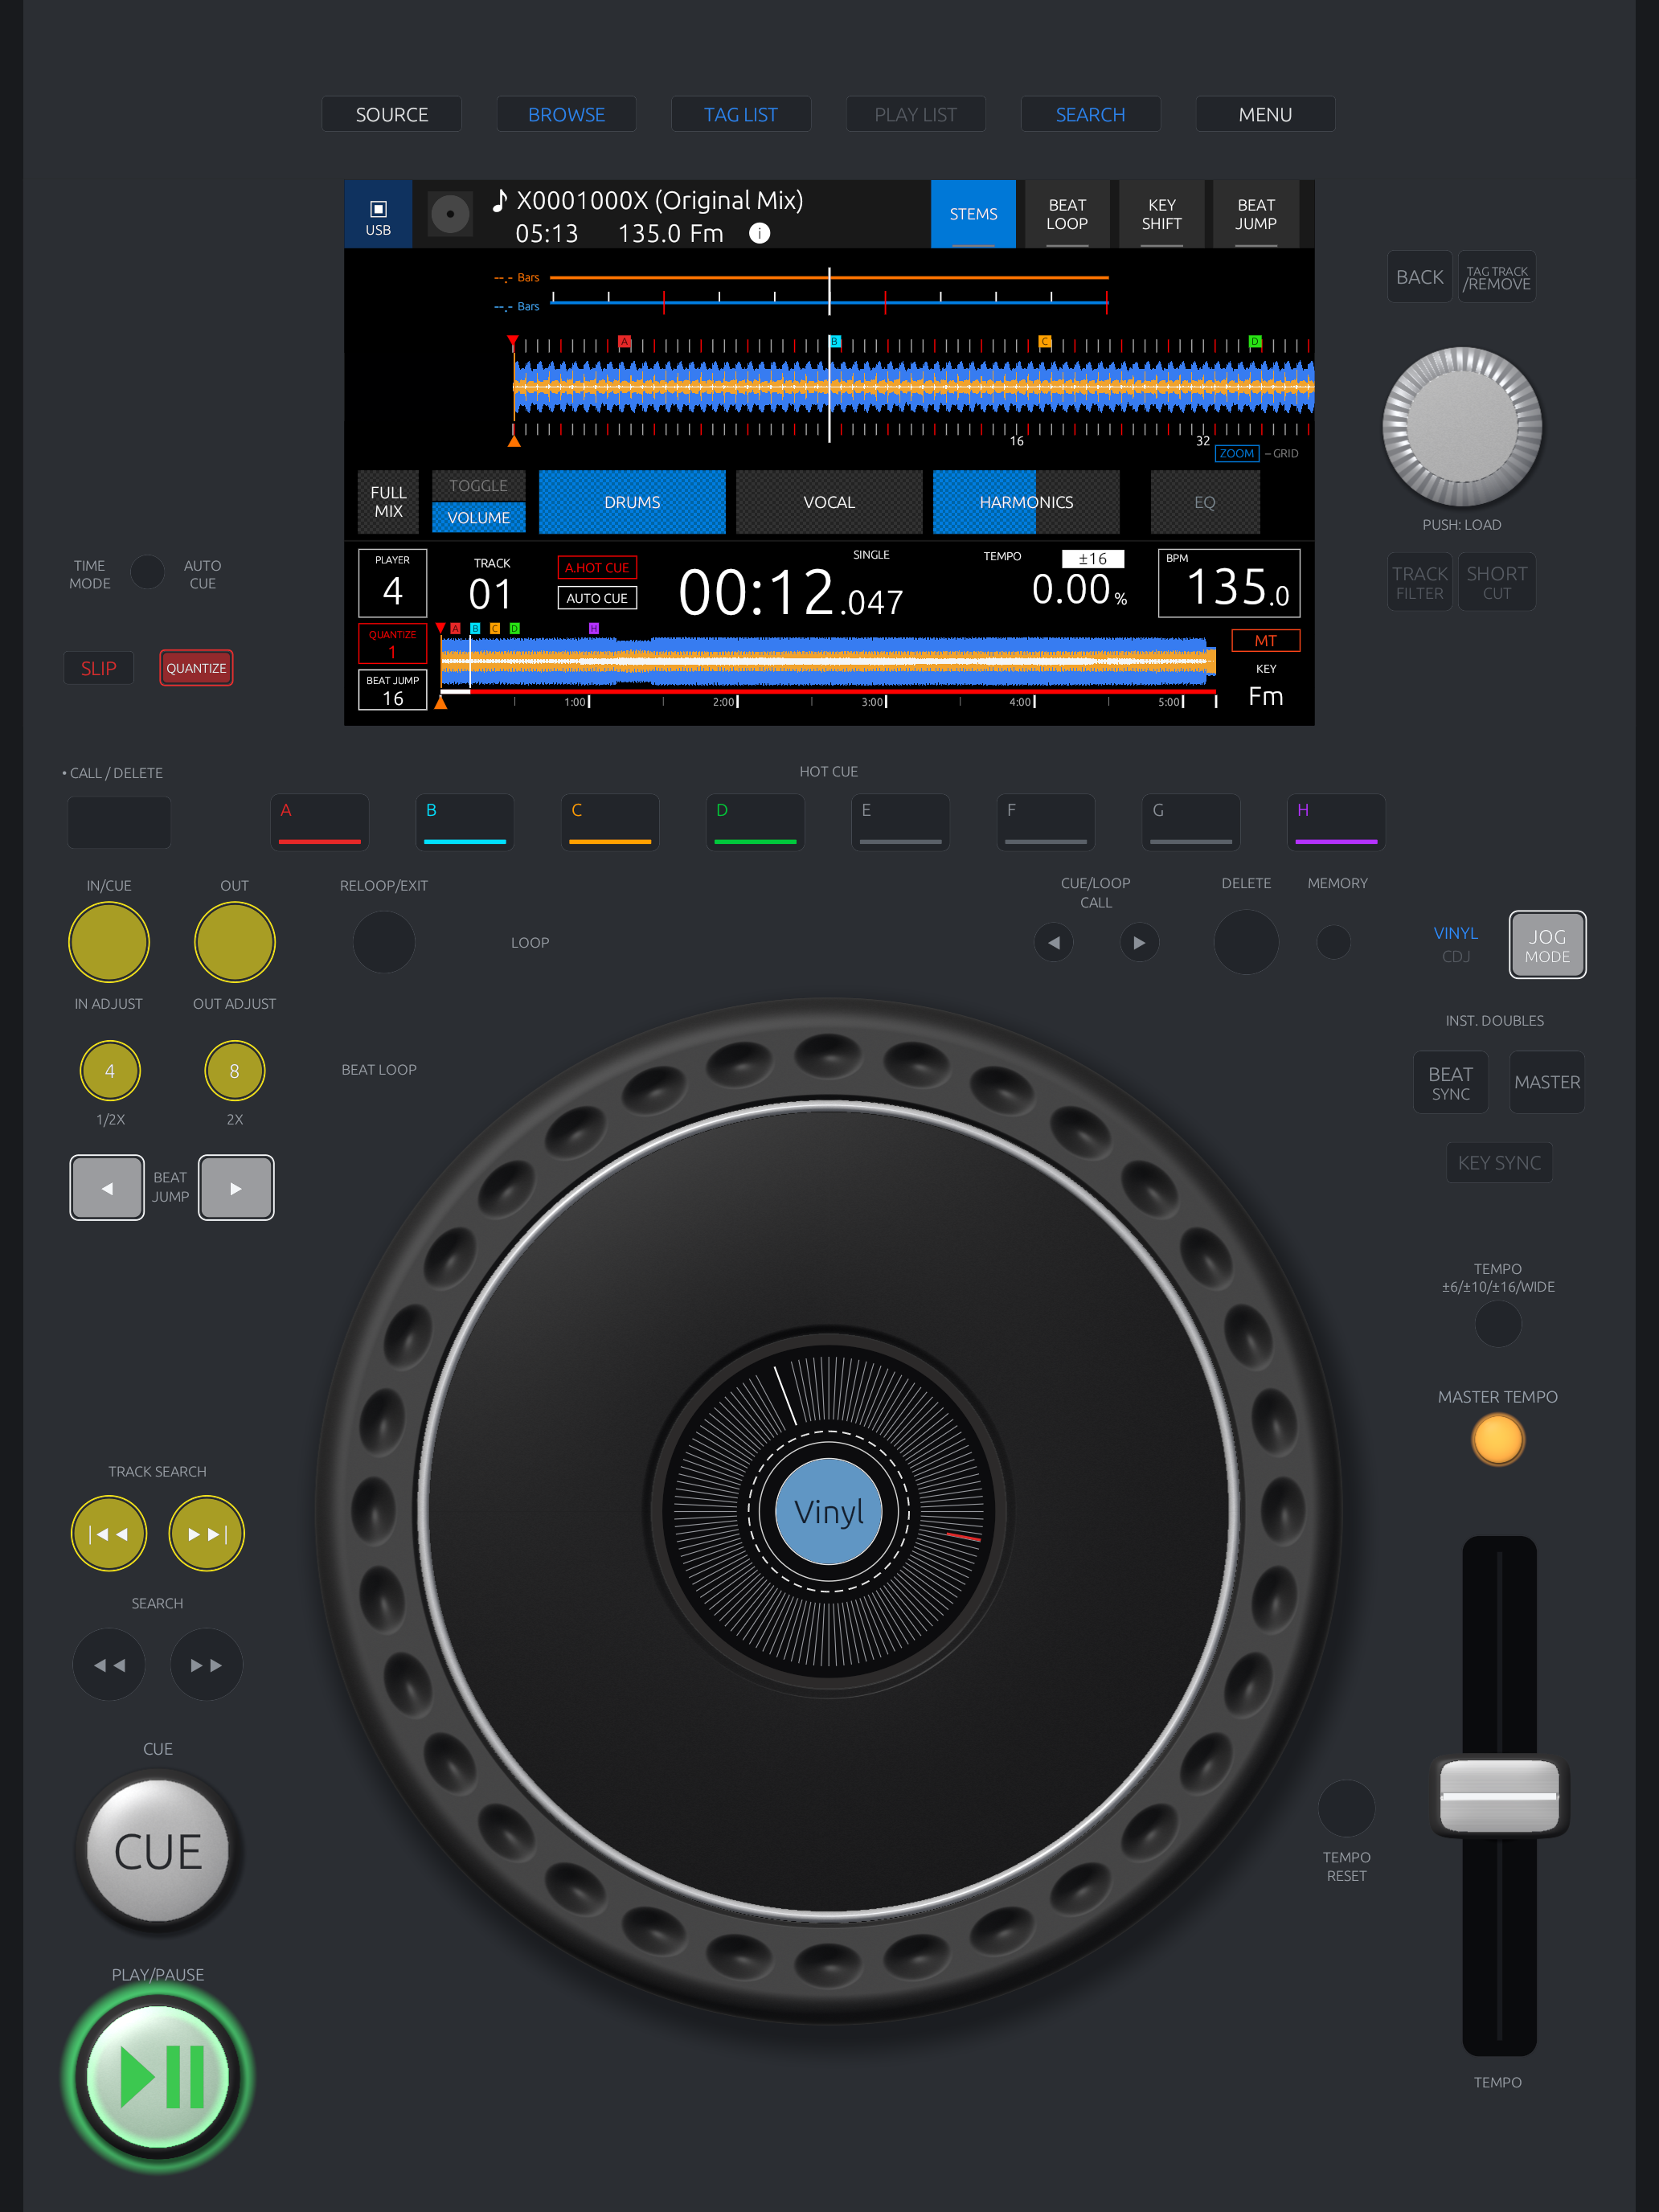 SOURCE
BROWSE
TAG LIST
PLAY LIST
SEARCH
MENU
USB
X0001000X (Original Mix)
05:13 135.0 Fm i
STEMS
BEAT
LOOP
KEY
SHIFT
BEAT
JUMP
--.- Bars
--.- Bars
A
B
C
D
16
32
ZOOM – GRID
FULL
MIX
TOGGLE
VOLUME
DRUMS
VOCAL
HARMONICS
EQ
PLAYER
4
TRACK
01
A.HOT CUE
AUTO CUE
SINGLE
00:12.047
TEMPO
±16
0.00%
BPM
135.0
QUANTIZE
1
BEAT JUMP
16
A
B
C
D
H
1:00
2:00
3:00
4:00
5:00
MT
KEY
Fm
BACK
TAG TRACK
/REMOVE
PUSH: LOAD
TRACK
FILTER
SHORT
CUT
TIME
MODE
AUTO
CUE
SLIP
QUANTIZE
• CALL / DELETE
HOT CUE
A
B
C
D
E
F
G
H
IN/CUE
OUT
RELOOP/EXIT
LOOP
IN ADJUST
OUT ADJUST
4
8
BEAT LOOP
1/2X
2X
BEAT
JUMP
CUE/LOOP
CALL
DELETE
MEMORY
VINYL
CDJ
JOG
MODE
INST. DOUBLES
BEAT
SYNC
MASTER
KEY SYNC
TEMPO
±6/±10/±16/WIDE
MASTER TEMPO
Vinyl
TRACK SEARCH
SEARCH
CUE
CUE
PLAY/PAUSE
TEMPO
RESET
TEMPO